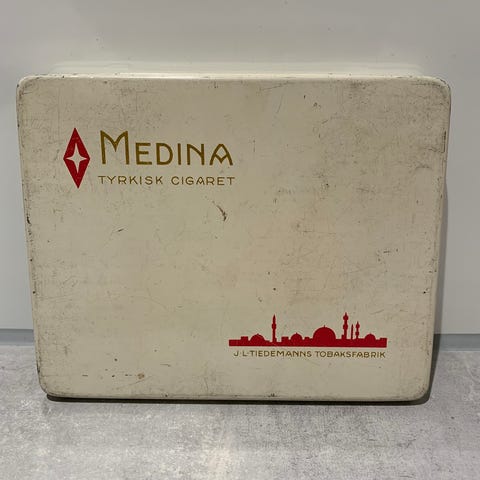 MEDINA
TYRKISK CIGARET
J·L·TIEDEMANNS TOBAKSFABRIK